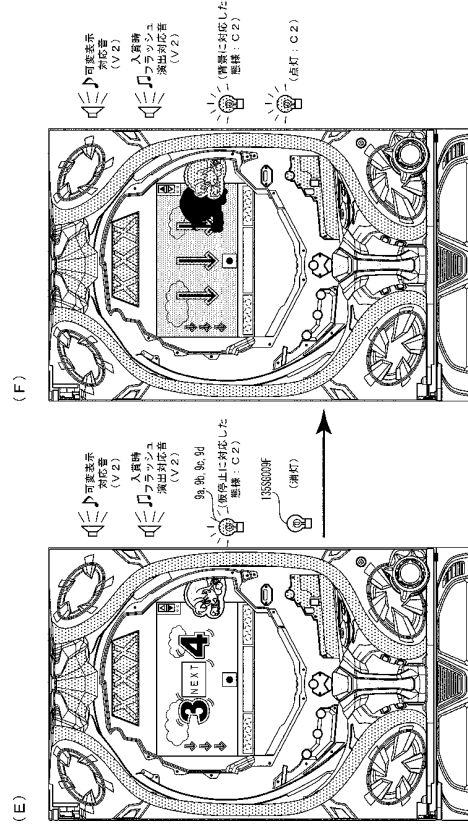 (E)
♪可変表示
対応音
(V2)
入賞時
♫フラッシュ
演出対応音
(V2)
9a, 9b, 9c, 9d
(仮停止に対応した
態様:C2)
135S8009F
(消灯)
3 NEXT 4
(F)
♪可変表示
対応音
(V2)
入賞時
♫フラッシュ
演出対応音
(V2)
(背景に対応した
態様:C2)
(点灯:C2)